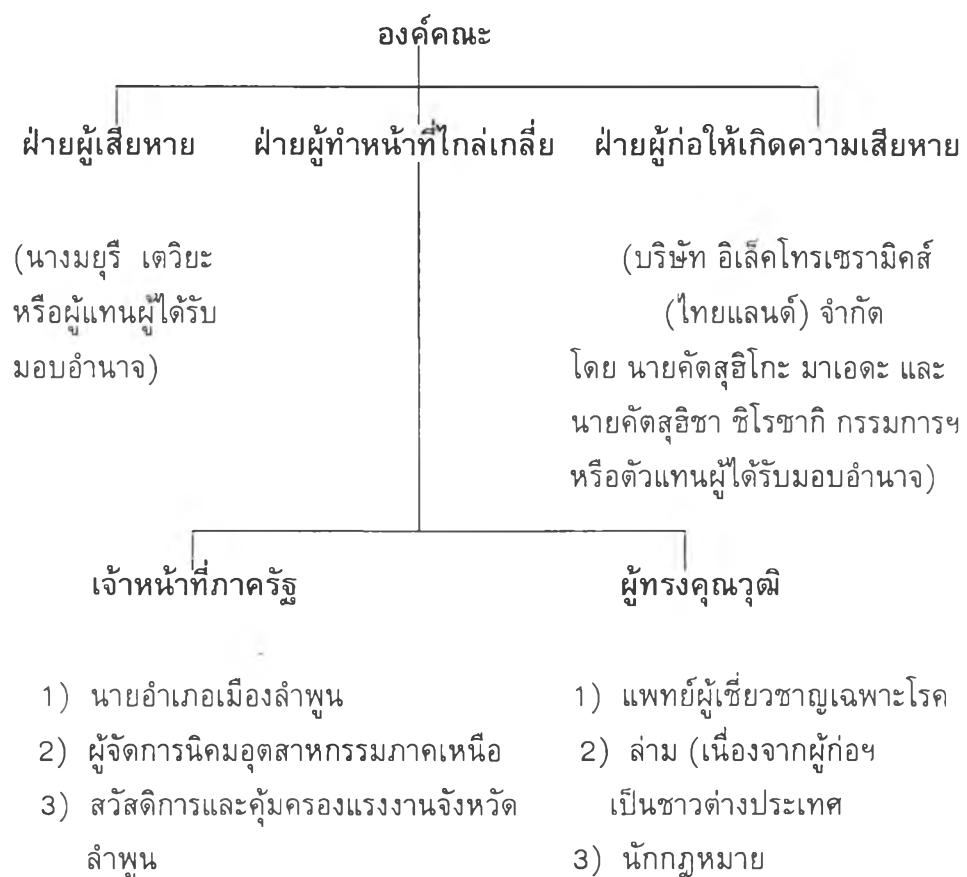 องค์คณะ
ฝ่ายผู้เสียหาย ฝ่ายผู้ทำหน้าที่ไกล่เกลี่ย ฝ่ายผู้ก่อให้เกิดความเสียหาย
(นางมยุรี เตวิยะ
หรือผู้แทนผู้ได้รับ
มอบอำนาจ)
(บริษัท อิเล็คโทรเซรามิคส์
(ไทยแลนด์) จำกัด
โดย นายคัตสุฮิโกะ มาเอดะ และ
นายคัตสุฮิชา ชิโรซากิ กรรมการฯ
หรือตัวแทนผู้ได้รับมอบอำนาจ)
เจ้าหน้าที่ภาครัฐ
1) นายอำเภอเมืองลำพูน
2) ผู้จัดการนิคมอุตสาหกรรมภาคเหนือ
3) สวัสดิการและคุ้มครองแรงงานจังหวัด
ลำพูน
ผู้ทรงคุณวุฒิ
1) แพทย์ผู้เชี่ยวชาญเฉพาะโรค
2) ล่าม (เนื่องจากผู้ก่อฯ
เป็นชาวต่างประเทศ
3) นักกฎหมาย